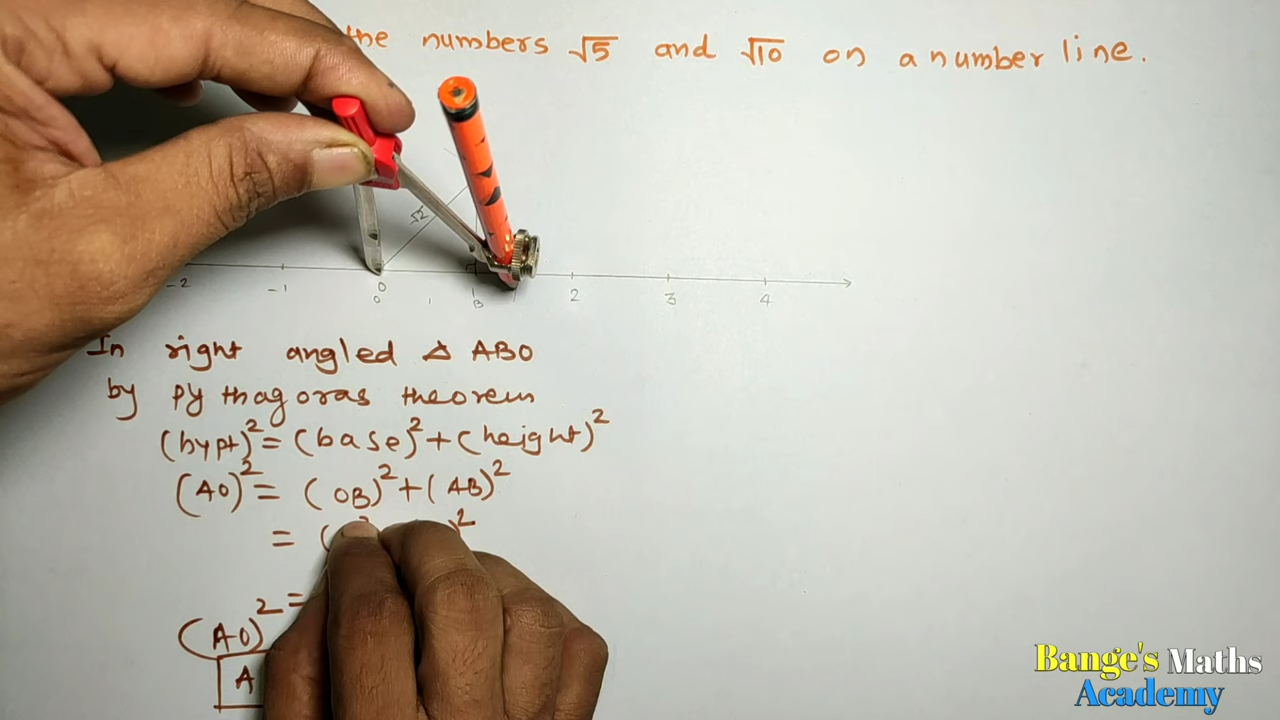 the numbers √5 and √10 on a number line.
√2
-2 -1 0 1 2 3 4
O B
In right angled △ ABO
by pythagoras theorem
(hypt)² = (base)² + (height)²
(AO)² = (OB)² + (AB)²
= ( )²
(AO)² =
A
Bange's Maths
Academy